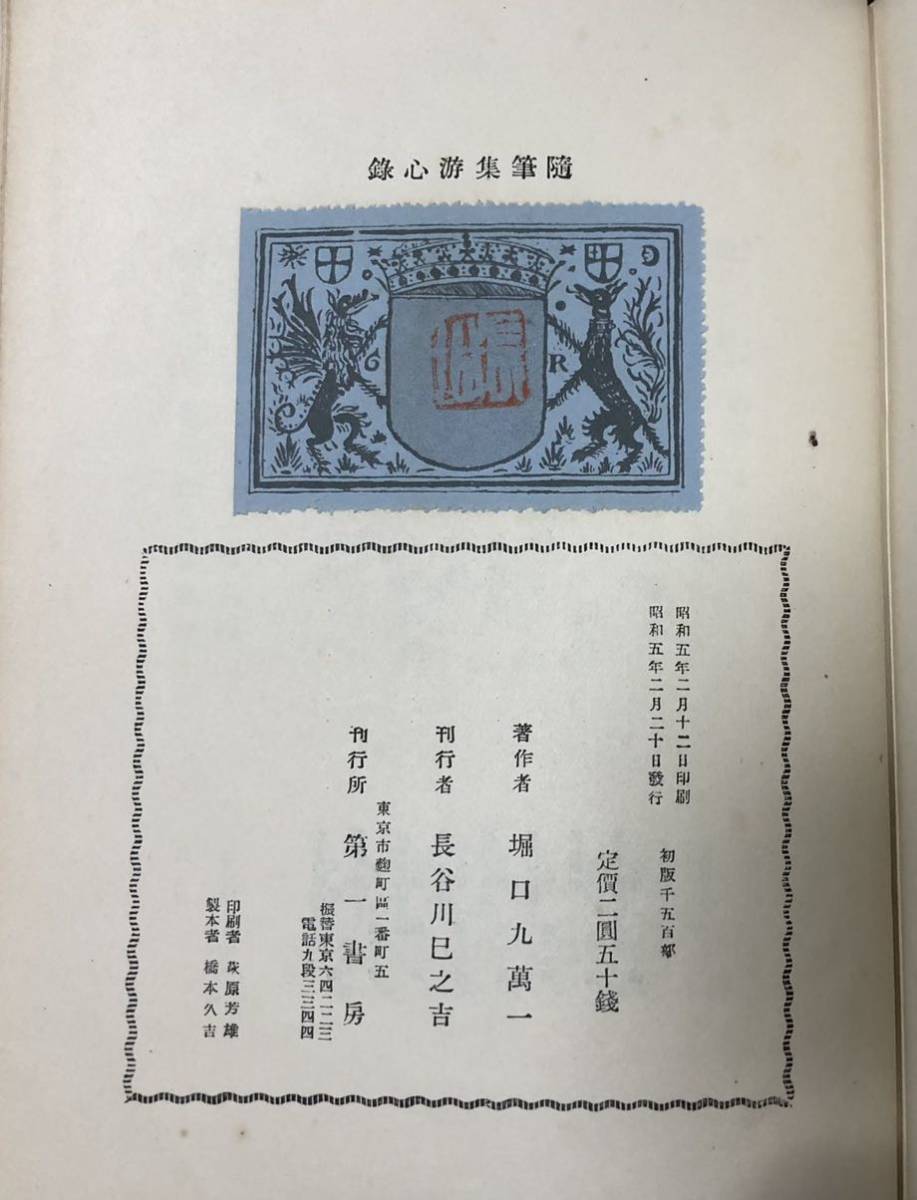 隨筆集游心錄
G
R
昭和五年二月十二日印刷
昭和五年二月二十日發行
初版千五百部
定價二圓五十錢
著作者 堀口九萬一
刊行者 長谷川巳之吉
東京市麴町區一番町五
刊行所 第一書房
振替東京六四二二三
電話九段三三四四
印刷者 萩原芳雄
製本者 橋本久吉